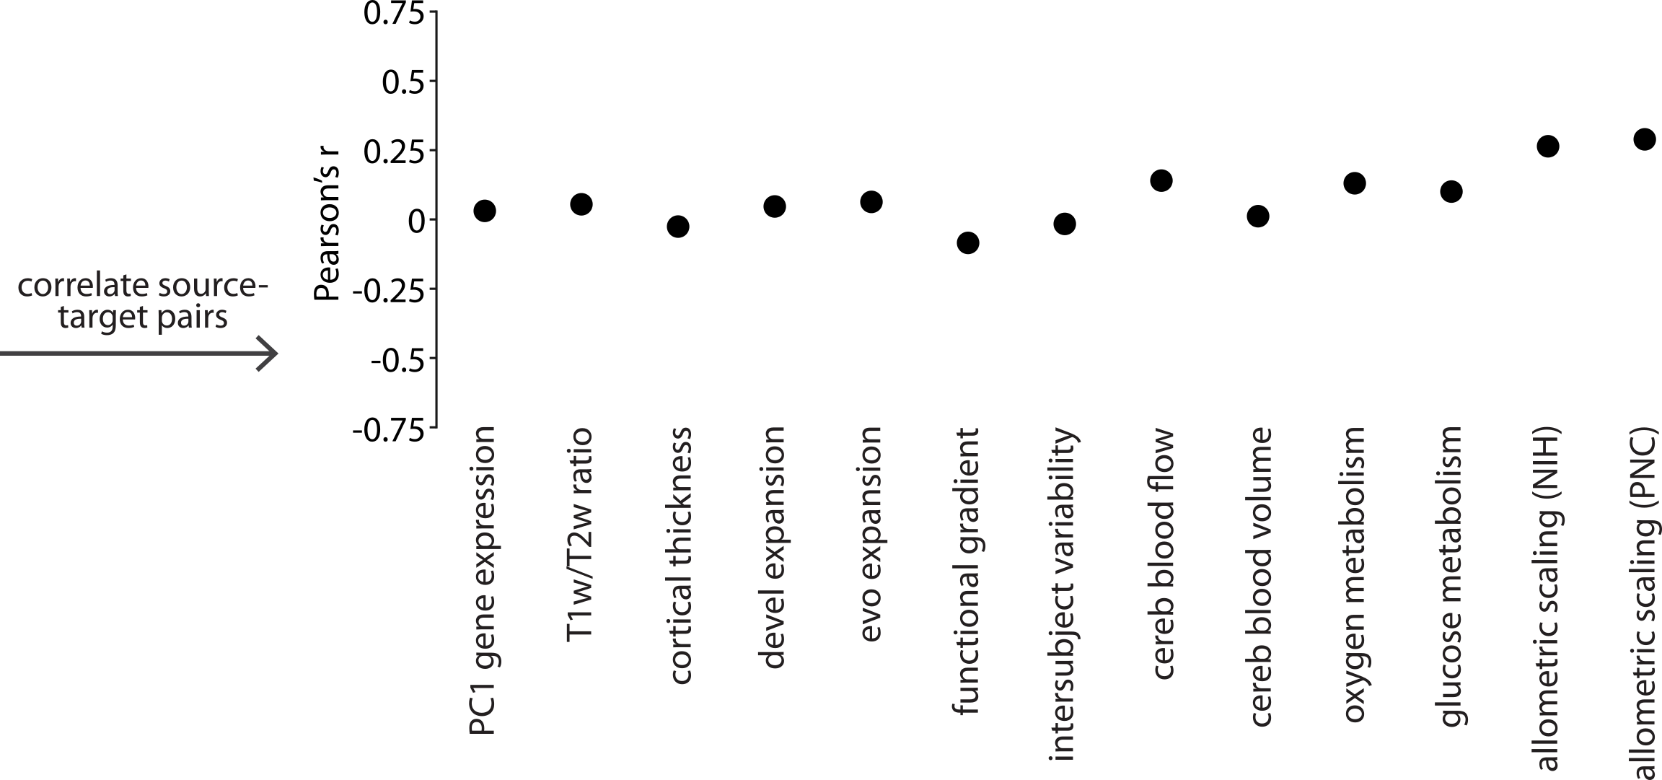 correlate source-
target pairs
Pearson's r
0.75
0.5
0.25
0
-0.25
-0.5
-0.75
PC1 gene expression
T1w/T2w ratio
cortical thickness
devel expansion
evo expansion
functional gradient
intersubject variability
cereb blood flow
cereb blood volume
oxygen metabolism
glucose metabolism
allometric scaling (NIH)
allometric scaling (PNC)